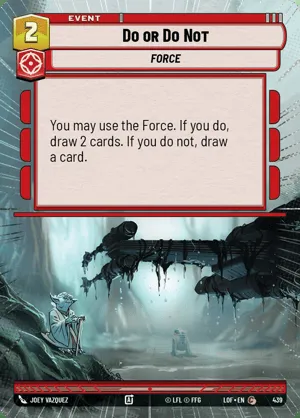 EVENT
2
Do or Do Not
FORCE
You may use the Force. If you do,
draw 2 cards. If you do not, draw
a card.
JOEY VAZQUEZ
© LFL © FFG
LOF • EN
C
439